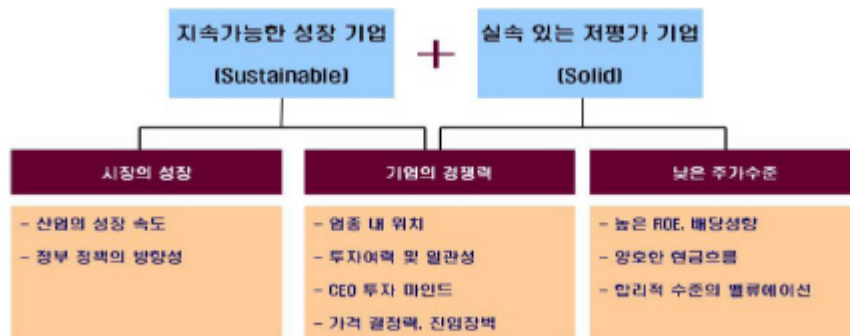 지속가능한 성장 기업
(Sustainable)
+
실속 있는 저평가 기업
(Solid)
시장의 성장
- 산업의 성장 속도
- 정부 정책의 방향성
기업의 경쟁력
- 업종 내 위치
- 투자여력 및 일관성
- CEO 투자 마인드
- 가격 결정력, 진입장벽
낮은 주가수준
- 높은 ROE, 배당성향
- 양호한 현금흐름
- 합리적 수준의 밸류에이션